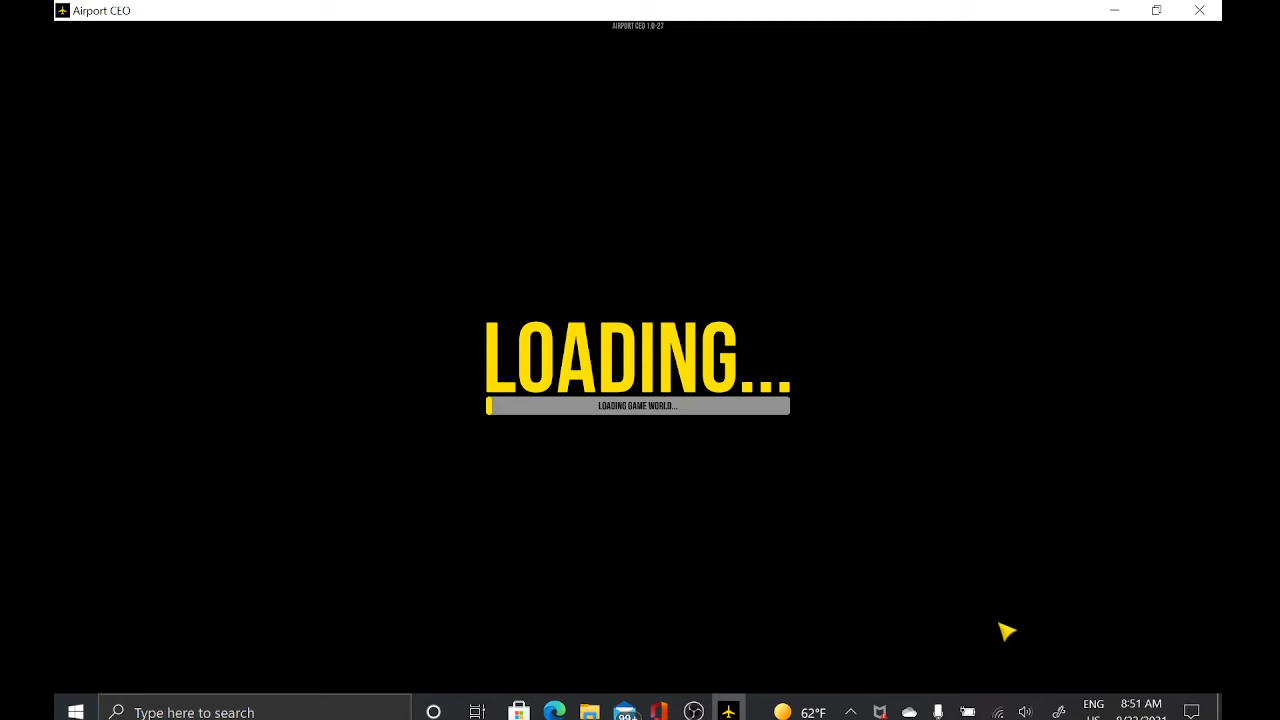 Airport CEO
AIRPORT CEO 1.0-27
LOADING...
LOADING GAME WORLD...
Type here to search
99+
62°F
ENG
8:51 AM